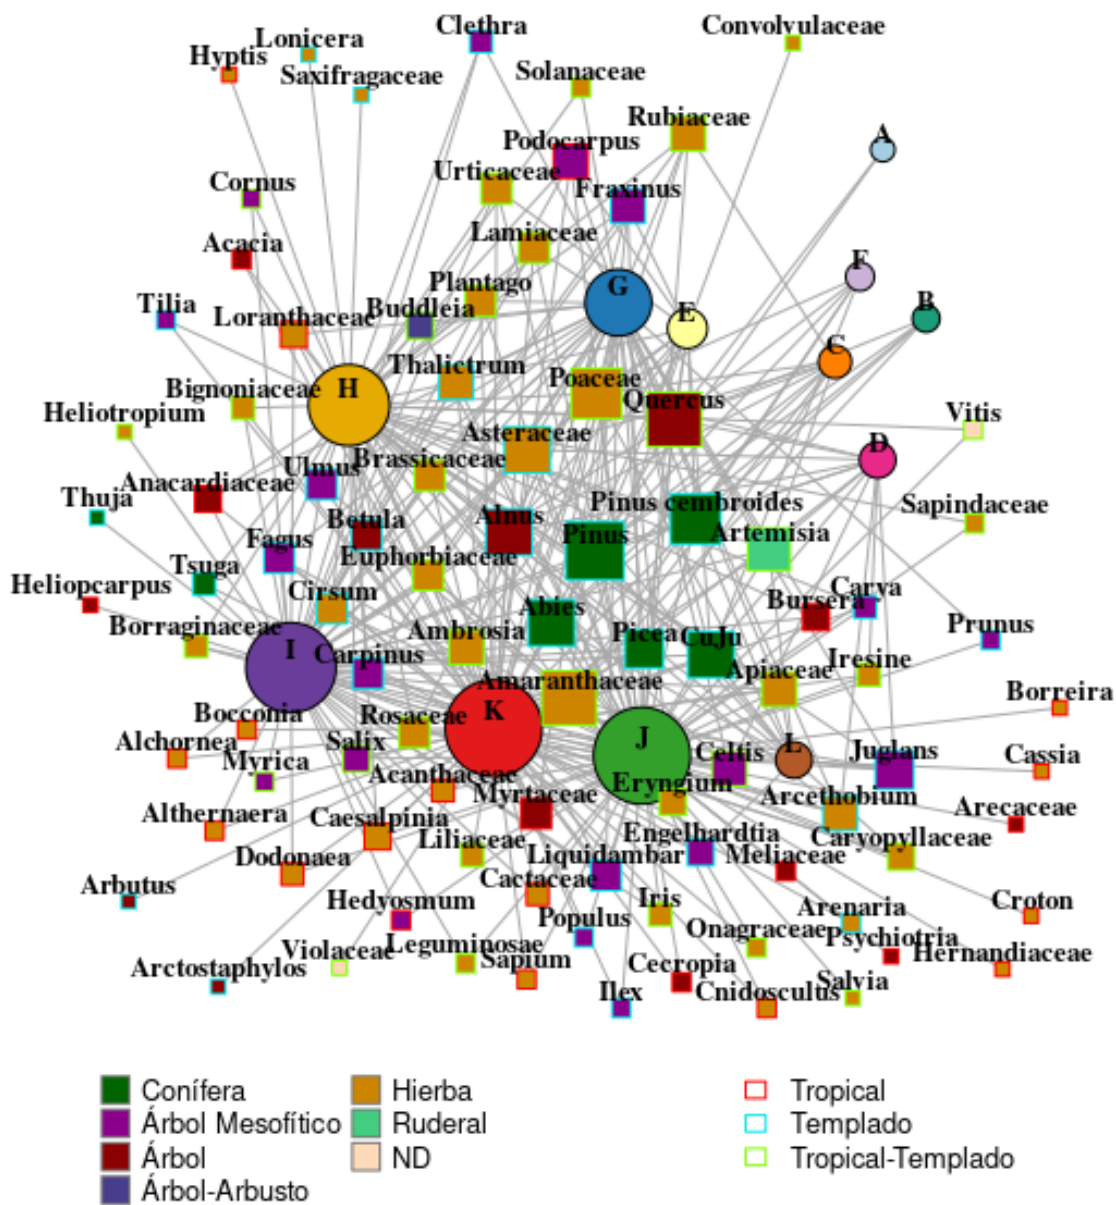 Clethra
Convolvulaceae
Lonicera
Hyptis
Saxifragaceae
Solanaceae
Rubiaceae
A
Podocarpus
Urticaceae
Cornus
Fraxinus
Lamiaceae
Acacia
F
Plantago
G
Tilia
Loranthaceae
Buddleia
E
B
C
Thalictrum
Poaceae
H
Bignoniaceae
Quercus
Heliotropium
Vitis
Asteraceae
D
Brassicaceae
Ulmus
Anacardiaceae
Thuja
Pinus cembroides
Sapindaceae
Betula
Alnus
Pinus
Artemisia
Fagus
Euphorbiaceae
Tsuga
Heliopcarpus
Cirsum
Abies
Bursera
Carya
Borraginaceae
Ambrosia
Picea
CuJu
Prunus
I
Carpinus
Apiaceae
Iresine
Amaranthaceae
Borreira
Bocconia
Rosaceae
K
Alchornea
Salix
J
Celtis
L
Juglans
Cassia
Myrica
Acanthaceae
Eryngium
Myrtaceae
Arcethobium
Arecaceae
Althernaera
Caesalpinia
Liliaceae
Engelhardtia
Caryopyllaceae
Dodonaea
Liquidambar
Meliaceae
Arbutus
Cactaceae
Hedyosmum
Populus
Iris
Arenaria
Croton
Onagraceae
Violaceae
Leguminosae
Psychiotria
Hernandiaceae
Arctostaphylos
Sapium
Cecropia
Ilex
Cnidosculus
Salvia
Conífera
Hierba
Tropical
Árbol Mesofítico
Ruderal
Templado
Árbol
ND
Tropical-Templado
Árbol-Arbusto